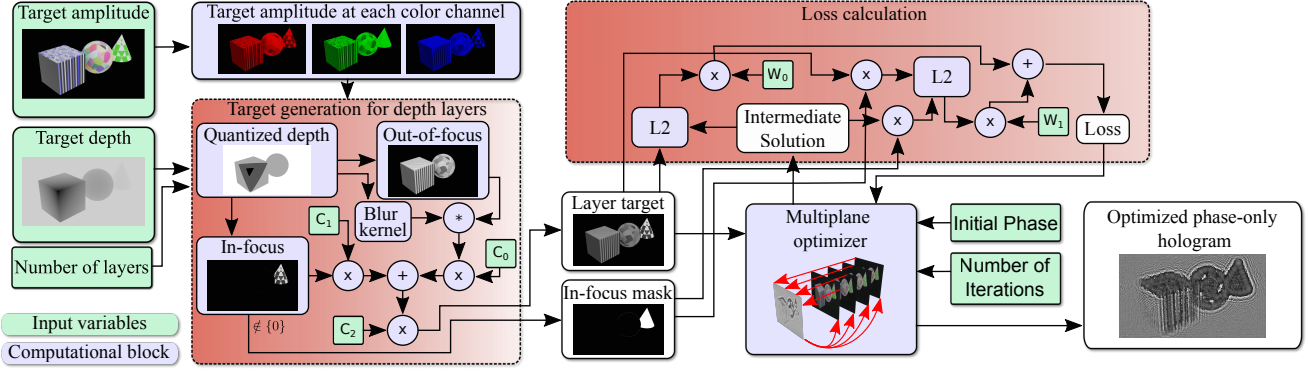 Target amplitude
Target amplitude at each color channel
Loss calculation
x
W0
x
L2
+
L2
Intermediate
Solution
x
x
W1
Loss
Target depth
Target generation for depth layers
Quantized depth
Out-of-focus
C1
Blur
kernel
*
In-focus
C0
Number of layers
x
+
x
∉ {0}
C2
x
Layer target
In-focus mask
Multiplane
optimizer
Initial Phase
Number of
Iterations
Optimized phase-only
hologram
Input variables
Computational block